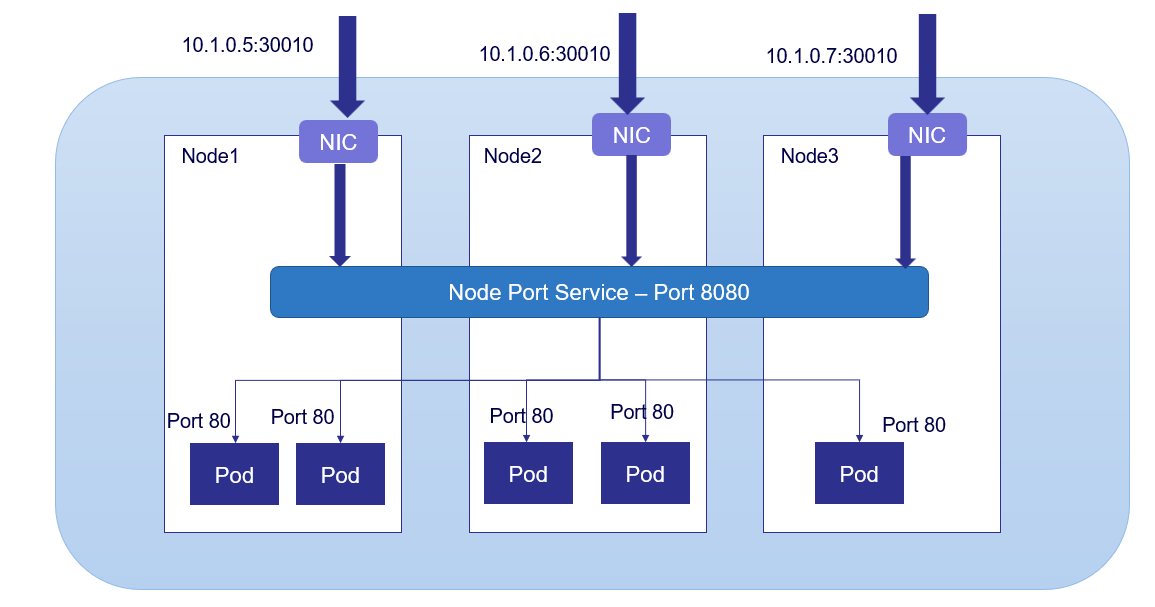 10.1.0.5:30010
10.1.0.6:30010
10.1.0.7:30010
NIC
NIC
NIC
Node1
Node2
Node3
Node Port Service – Port 8080
Port 80
Port 80
Port 80
Port 80
Port 80
Pod
Pod
Pod
Pod
Pod